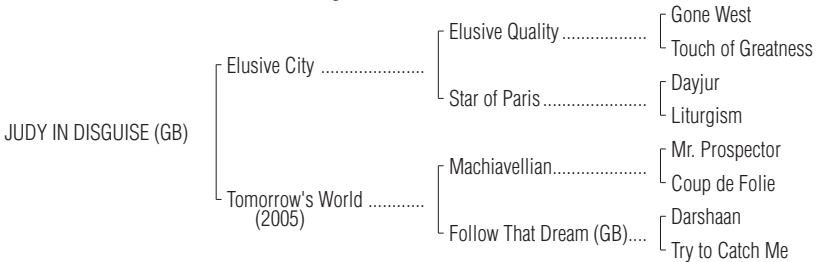 Gone West
Elusive Quality ..................
Touch of Greatness
Elusive City ......................
Dayjur
Star of Paris ......................
Liturgism
JUDY IN DISGUISE (GB)
Mr. Prospector
Machiavellian....................
Coup de Folie
Tomorrow's World ............
(2005)
Darshaan
Follow That Dream (GB)....
Try to Catch Me